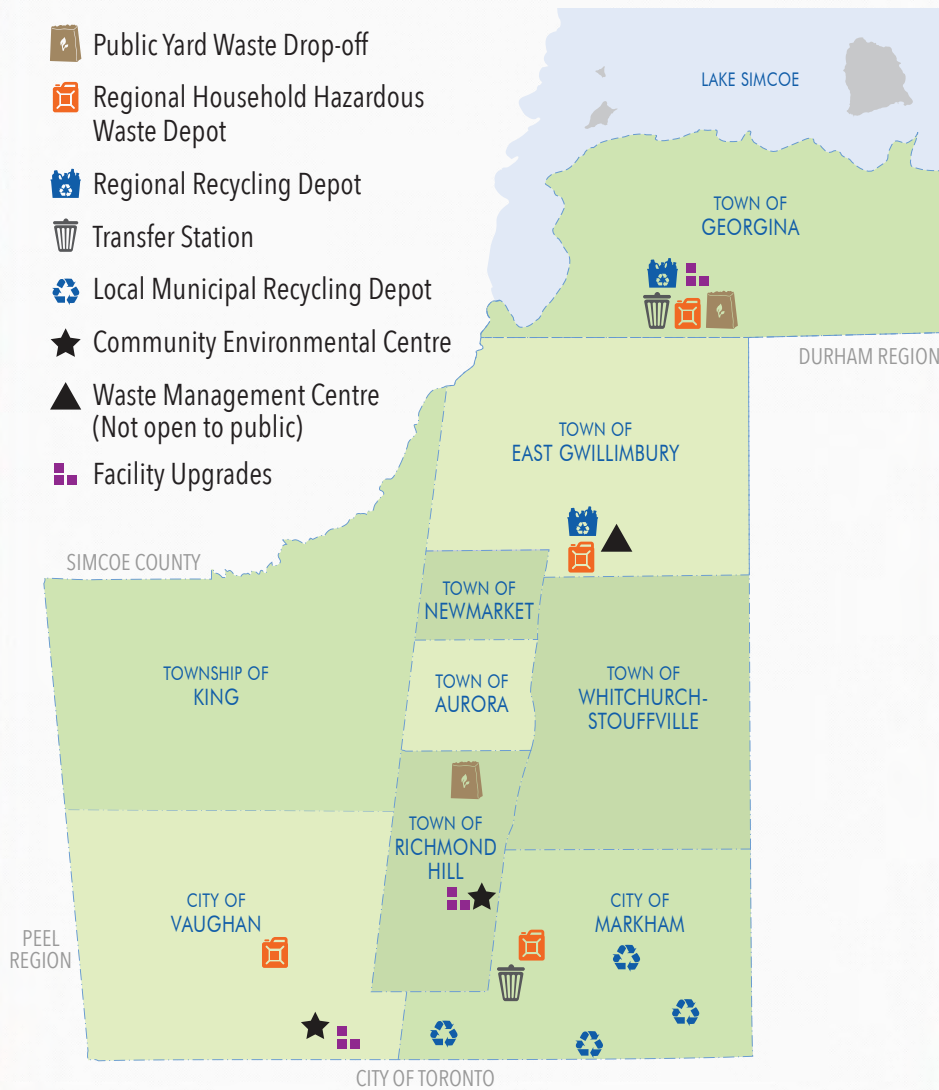 Public Yard Waste Drop-off
Regional Household Hazardous
Waste Depot
Regional Recycling Depot
Transfer Station
Local Municipal Recycling Depot
Community Environmental Centre
Waste Management Centre
(Not open to public)
Facility Upgrades
LAKE SIMCOE
TOWN OF
GEORGINA
DURHAM REGION
TOWN OF
EAST GWILLIMBURY
SIMCOE COUNTY
TOWN OF
NEWMARKET
TOWNSHIP OF
KING
TOWN OF
AURORA
TOWN OF
WHITCHURCH-
STOUFFVILLE
TOWN OF
RICHMOND
HILL
CITY OF
VAUGHAN
CITY OF
MARKHAM
PEEL
REGION
CITY OF TORONTO